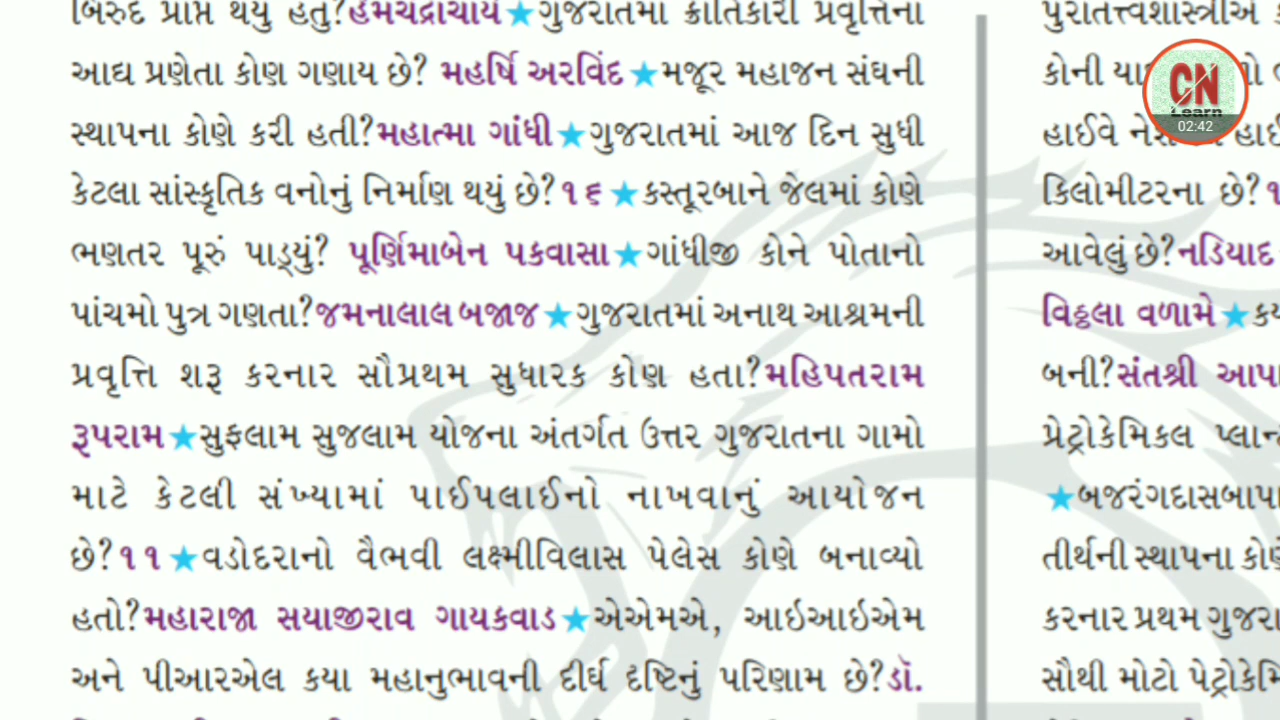 બિરુદ પ્રાપ્ત થયું હતું?હેમચંદ્રાચાર્ય★ગુજરાતમાં ક્રાંતિકારી પ્રવૃત્તિના
આદ્ય પ્રણેતા કોણ ગણાય છે? મહર્ષિ અરવિંદ★મજૂર મહાજન સંઘની
સ્થાપના કોણે કરી હતી?મહાત્મા ગાંધી★ગુજરાતમાં આજ દિન સુધી
કેટલા સાંસ્કૃતિક વનોનું નિર્માણ થયું છે?૧૬★કસ્તૂરબાને જેલમાં કોણે
ભણતર પૂરું પાડ્યું? પૂર્ણિમાબેન પકવાસા★ગાંધીજી કોને પોતાનો
પાંચમો પુત્ર ગણતા?જમનાલાલ બજાજ★ગુજરાતમાં અનાથ આશ્રમની
પ્રવૃત્તિ શરૂ કરનાર સૌપ્રથમ સુધારક કોણ હતા?મહિપતરામ
રૂપરામ★સુફલામ સુજલામ યોજના અંતર્ગત ઉત્તર ગુજરાતના ગામો
માટે કેટલી સંખ્યામાં પાઈપલાઈનો નાખવાનું આયોજન
છે?૧૧★વડોદરાનો વૈભવી લક્ષ્મીવિલાસ પેલેસ કોણે બનાવ્યો
હતો?મહારાજા સયાજીરાવ ગાયકવાડ★એએમએ, આઇઆઇએમ
અને પીઆરએલ કયા મહાનુભાવની દીર્ઘ દૃષ્ટિનું પરિણામ છે?ડૉ.
પુરાતત્ત્વશાસ્ત્રીએ
કોની
હાઈવે
કિલોમીટરના છે?
આવેલું છે?નડિયાદ
વિઠ્ઠલા વળામે★
બની?સંતશ્રી
પ્રેટ્રોકેમિકલ
★બજરંગદાસબાપા
તીર્થની સ્થાપના
કરનાર પ્રથમ
સૌથી મોટો
CN
Learn
02:42